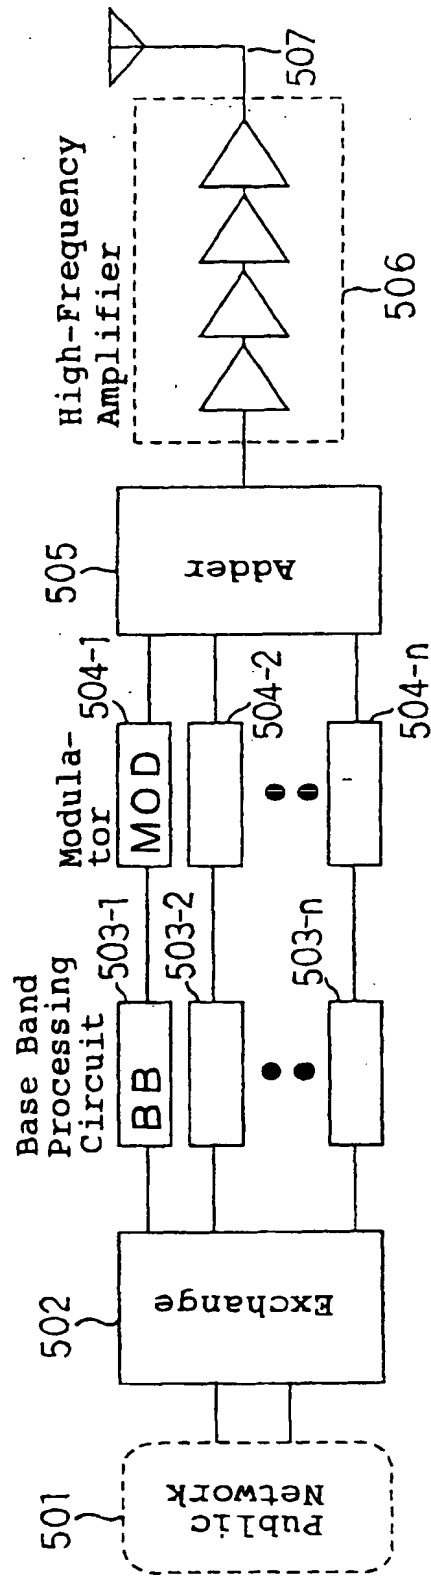 501
Public
Network
502
Exchange
Base Band
Processing
Circuit
503-1
BB
503-2
503-n
Modula-
tor
504-1
MOD
504-2
504-n
505
Adder
High-Frequency
Amplifier
506
507